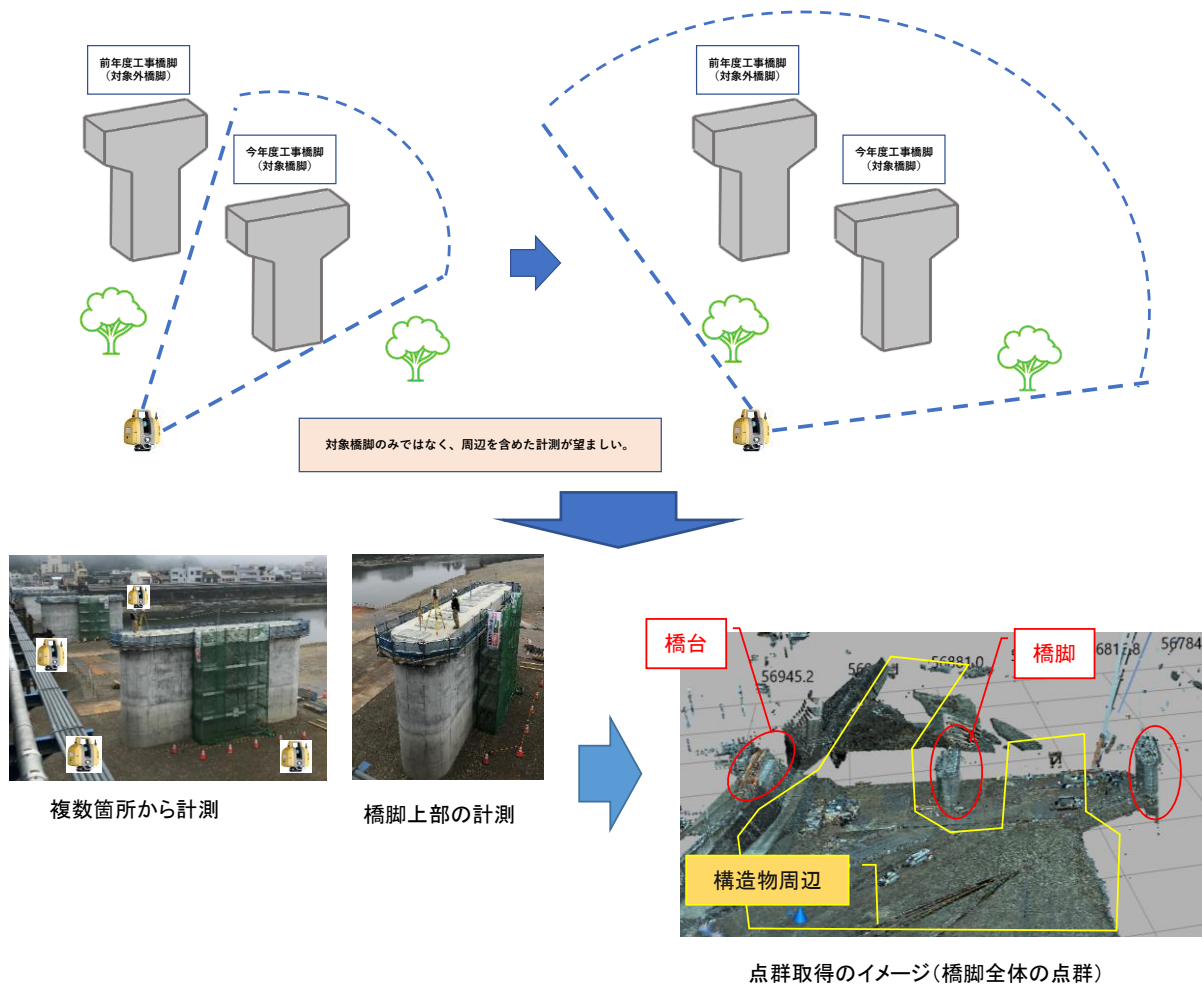 前年度工事橋脚
（対象外橋脚）
今年度工事橋脚
（対象橋脚）
前年度工事橋脚
（対象外橋脚）
今年度工事橋脚
（対象橋脚）
対象橋脚のみではなく、周辺を含めた計測が望ましい。
複数箇所から計測
橋脚上部の計測
橋台
橋脚
56945.2
56881.0
56784
構造物周辺
点群取得のイメージ（橋脚全体の点群）